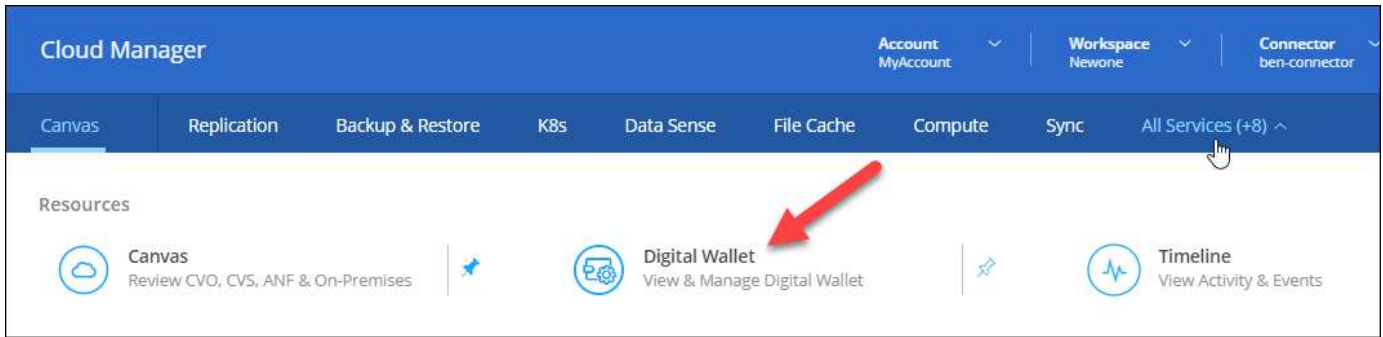 Cloud Manager
Account
MyAccount
Workspace
Newone
Connector
ben-connector
Canvas
Replication
Backup & Restore
K8s
Data Sense
File Cache
Compute
Sync
All Services (+8)
Resources
Canvas
Review CVO, CVS, ANF & On-Premises
Digital Wallet
View & Manage Digital Wallet
Timeline
View Activity & Events